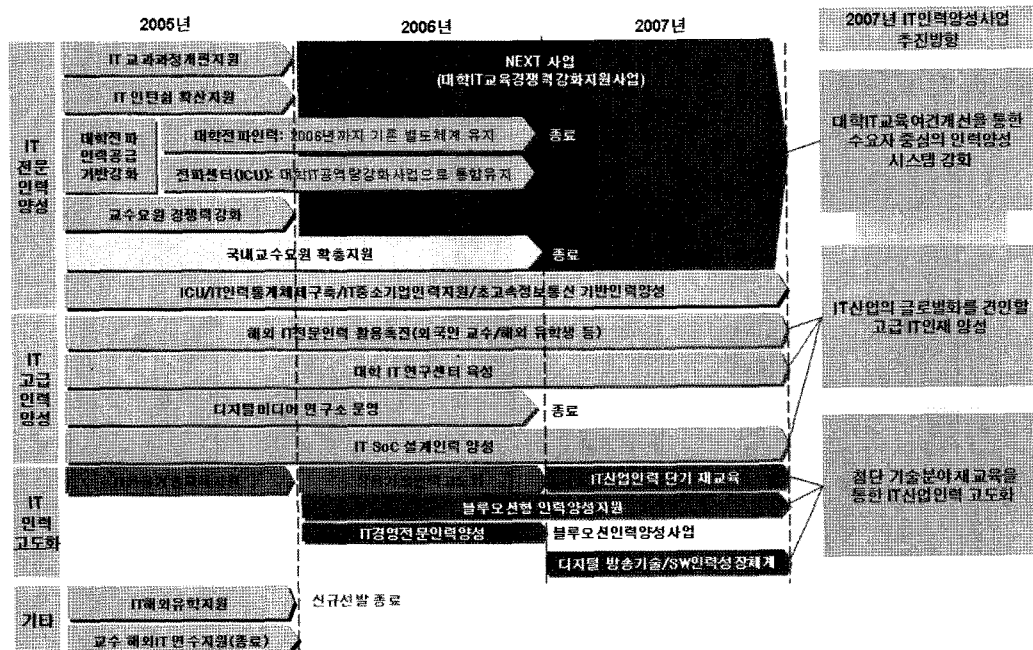 2005년
2006년
2007년
2007년 IT인력양성사업
추진방향
IT
전문
인력
양성
IT 교과과정개편지원
IT 인턴쉽 확산지원
NEXT 사업
(대학IT교육경쟁력강화지원사업)
대학전파
인력공급
기반강화
대학전파인력: 2006년까지 기존 별도체계 유지
종료
전파센터(ICU): 대학IT공역량강화사업으로 통합유지
교수요원 경쟁력강화
국내교수요원 확충지원
종료
ICU/IT인력통계체제구축/IT중소기업인력지원/초고속정보통신 기반인력양성
대학IT교육여건개선을 통한
수요자 중심의 인력양성
시스템 강화
IT
고급
인력
양성
해외 IT전문인력 활용촉진(외국인 교수/해외 유학생 등)
대학 IT 연구센터 육성
디지털미디어 연구소 운영
종료
IT SoC 설계인력 양성
IT산업의 글로벌화를 견인할
고급 IT인재 양성
IT
인력
고도화
IT산업인력 단기 재교육
블루오션형 인력양성지원
IT경영전문인력양성
블루오션인력양성사업
디지털 방송기술/SW인력성장체계
첨단 기술분야재교육을
통한 IT산업인력 고도화
기타
IT해외유학지원
신규선발 종료
교수 해외IT 연수지원(종료)